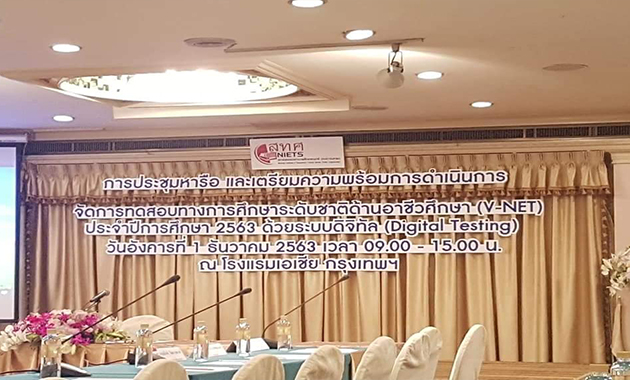 สทศ
NIETS
การประชุมหารือ และเตรียมความพร้อมการดำเนินการ
จัดการทดสอบทางการศึกษาระดับชาติด้านอาชีวศึกษา (V-NET)
ประจำปีการศึกษา 2563 ด้วยระบบดิจิทัล (Digital Testing)
วันอังคารที่ 1 ธันวาคม 2563 เวลา 09.00 - 15.00 น.
ณ โรงแรมเอเชีย กรุงเทพฯ